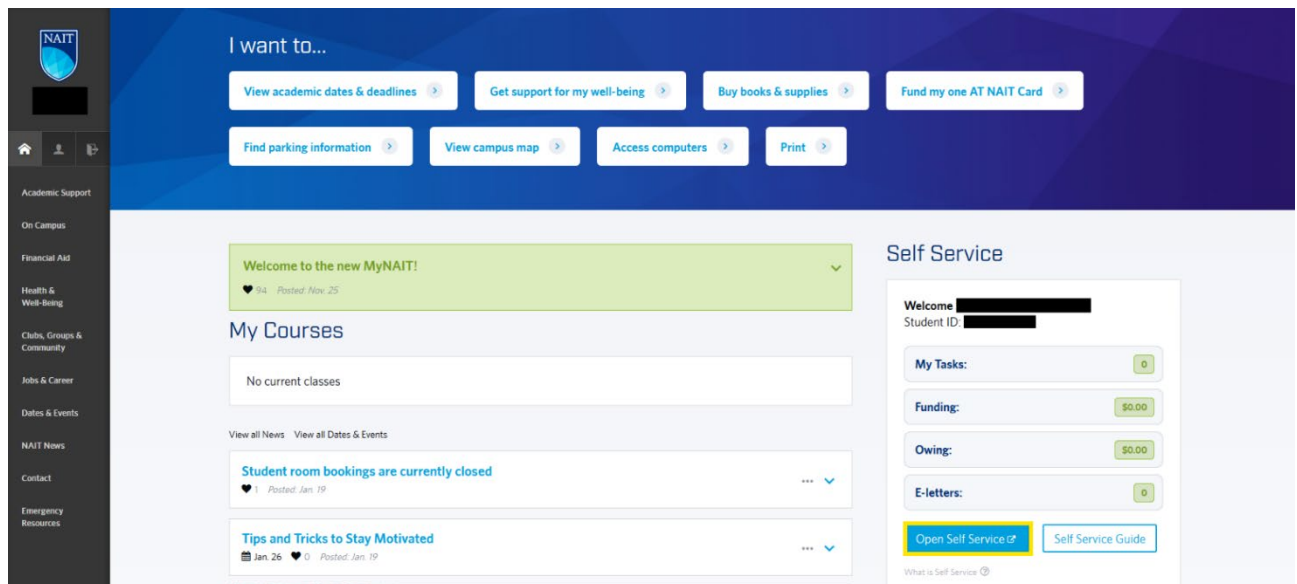 NAIT
I want to...
View academic dates & deadlines
Get support for my well-being
Buy books & supplies
Fund my one AT NAIT Card
Find parking information
View campus map
Access computers
Print
Academic Support
On Campus
Financial Aid
Health &
Well-Being
Clubs, Groups &
Community
Jobs & Career
Dates & Events
NAIT News
Contact
Emergency
Resources
Welcome to the new MyNAIT!
94 Posted: Nov. 25
My Courses
No current classes
View all News View all Dates & Events
Student room bookings are currently closed
1 Posted: Jan. 19
Tips and Tricks to Stay Motivated
Jan. 26 0 Posted: Jan. 19
Self Service
Welcome
Student ID:
My Tasks: 0
Funding: $0.00
Owing: $0.00
E-letters: 0
Open Self Service
Self Service Guide
What is Self Service